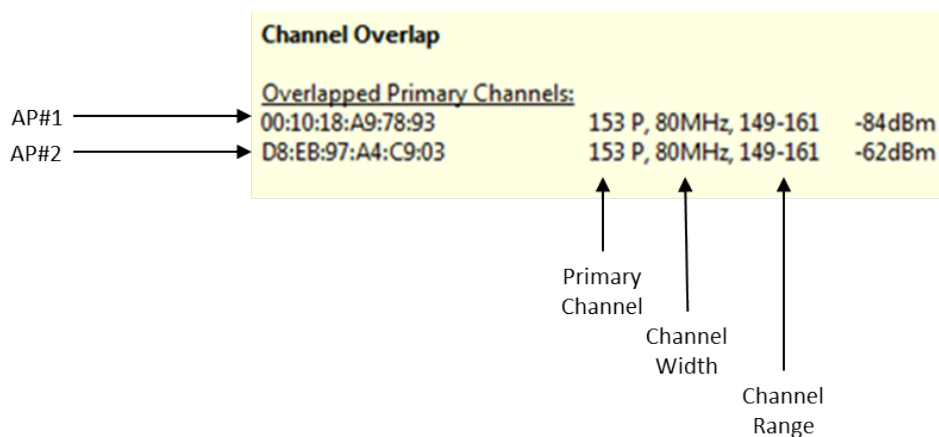 Channel Overlap
Overlapped Primary Channels:
AP#1 00:10:18:A9:78:93 153 P, 80MHz, 149-161 -84dBm
AP#2 D8:EB:97:A4:C9:03 153 P, 80MHz, 149-161 -62dBm
Primary
Channel
Channel
Width
Channel
Range